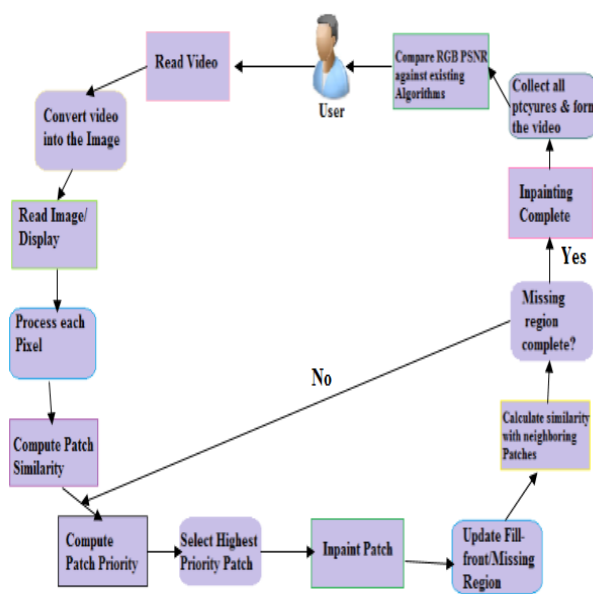 Read Video
User
Compare RGB PSNR
against existing
Algorithms
Collect all
ptcyures & form
the video
Convert video
into the Image
Inpainting
Complete
Read Image/
Display
Yes
Missing
region
complete?
Process each
Pixel
No
Calculate similarity
with neighboring
Patches
Compute Patch
Similarity
Compute
Patch Priority
Select Highest
Priority Patch
Inpaint Patch
Update Fill-
front/Missing
Region